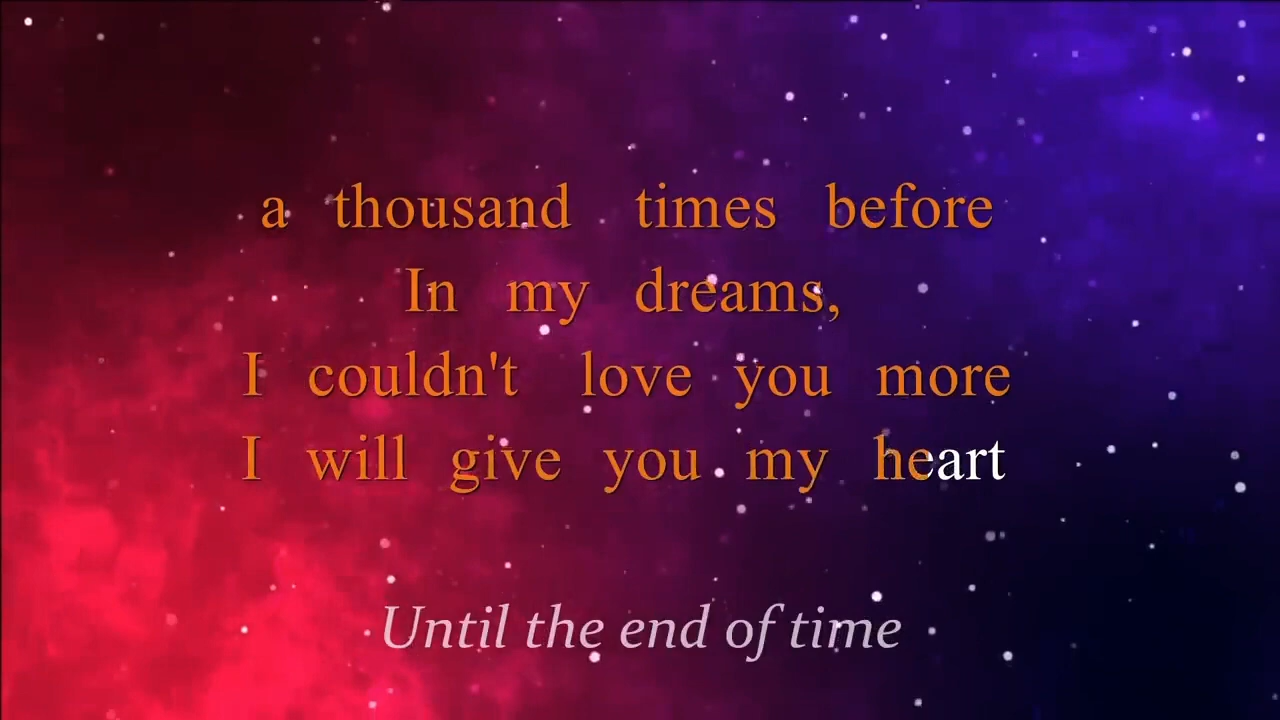 a thousand times before
In my dreams,
I couldn't love you more
I will give you my heart
Until the end of time